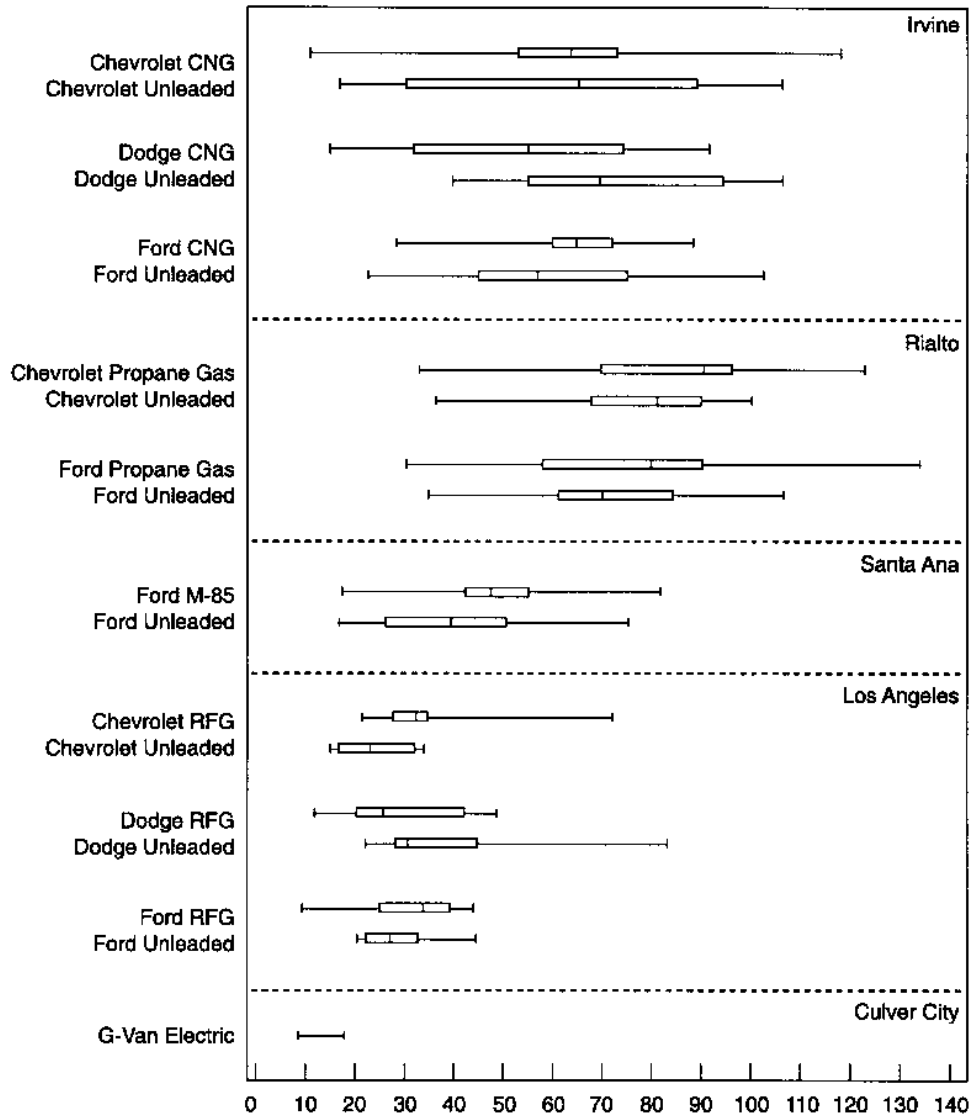 Irvine
Chevrolet CNG
Chevrolet Unleaded
Dodge CNG
Dodge Unleaded
Ford CNG
Ford Unleaded
Rialto
Chevrolet Propane Gas
Chevrolet Unleaded
Ford Propane Gas
Ford Unleaded
Santa Ana
Ford M-85
Ford Unleaded
Los Angeles
Chevrolet RFG
Chevrolet Unleaded
Dodge RFG
Dodge Unleaded
Ford RFG
Ford Unleaded
Culver City
G-Van Electric
0 10 20 30 40 50 60 70 80 90 100 110 120 130 140